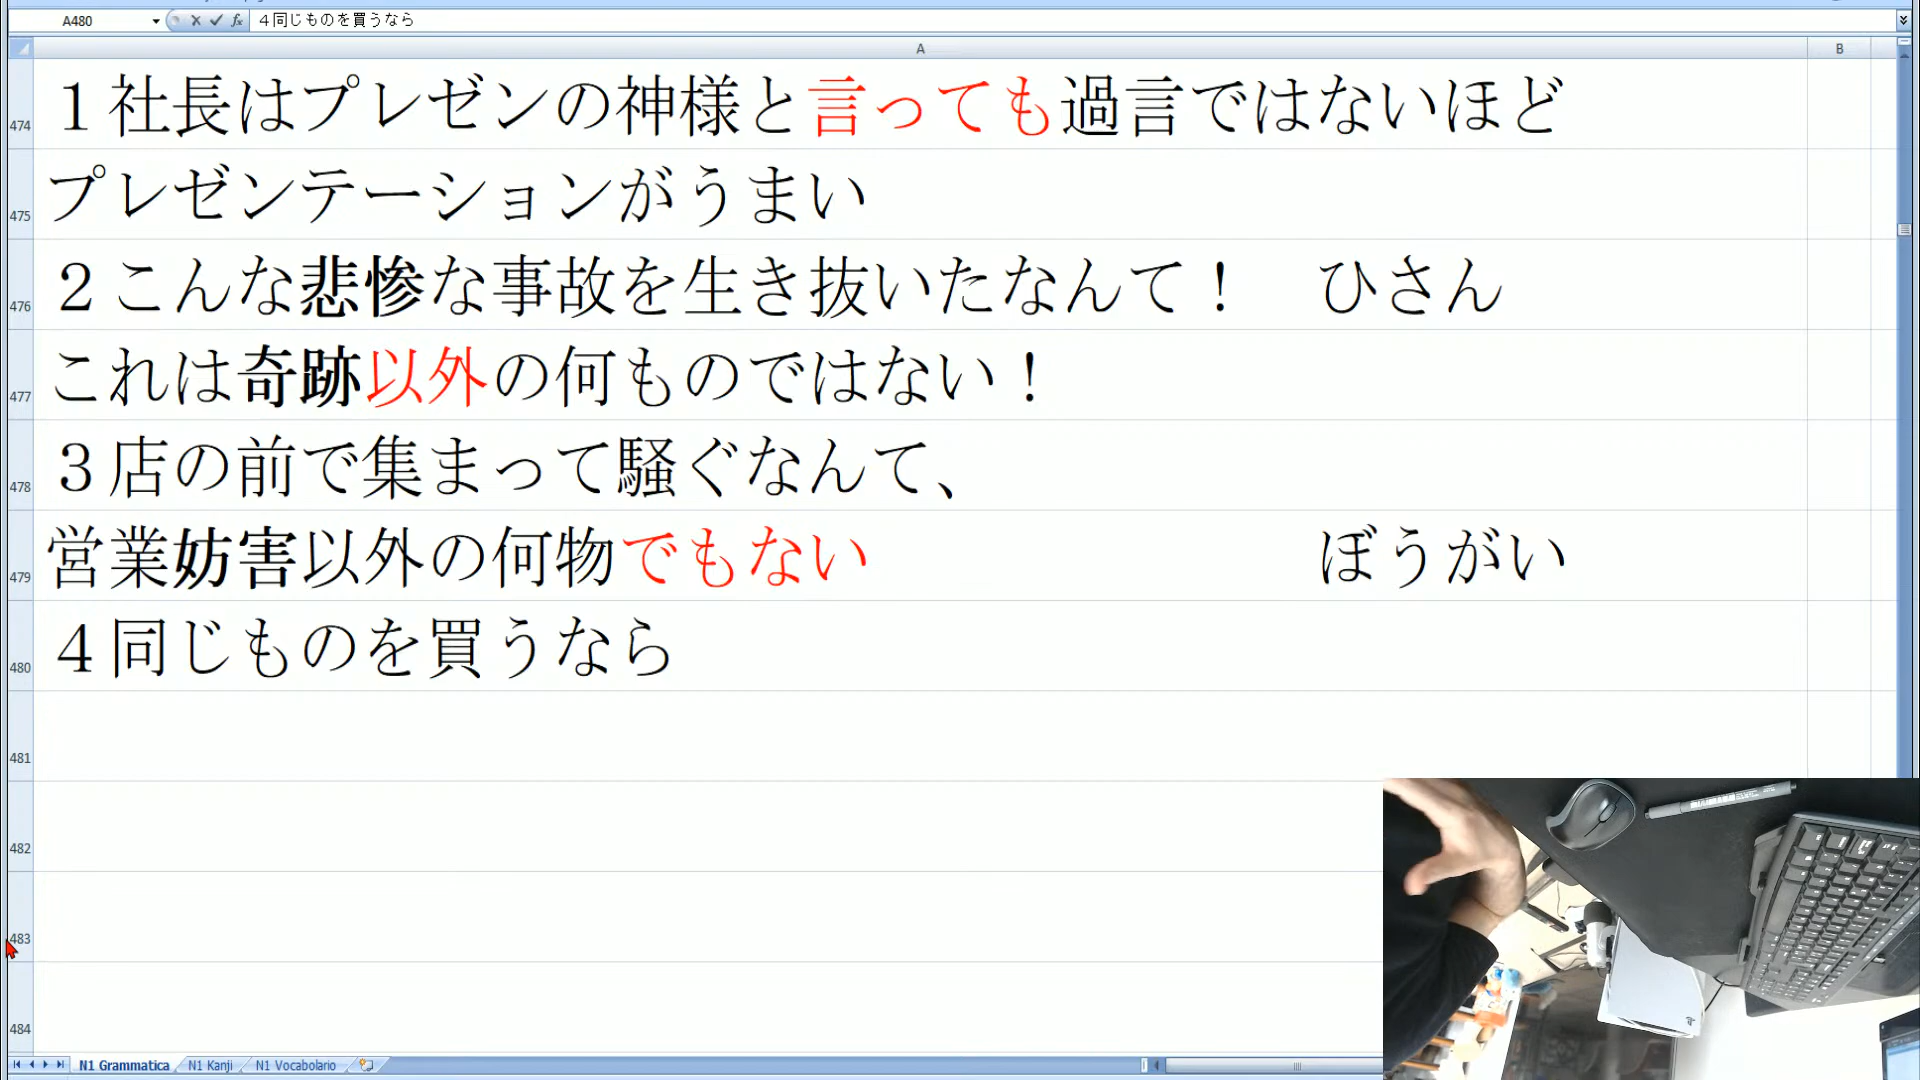 A480
fx
４同じものを買うなら
A
B
474
１社長はプレゼンの神様と言っても過言ではないほど
475
プレゼンテーションがうまい
476
２こんな悲惨な事故を生き抜いたなんて！　ひさん
477
これは奇跡以外の何ものではない！
478
３店の前で集まって騒ぐなんて、
479
営業妨害以外の何物でもない　ぼうがい
480
４同じものを買うなら
481
482
483
484
N1 Grammatica
N1 Kanji
N1 Vocabolario